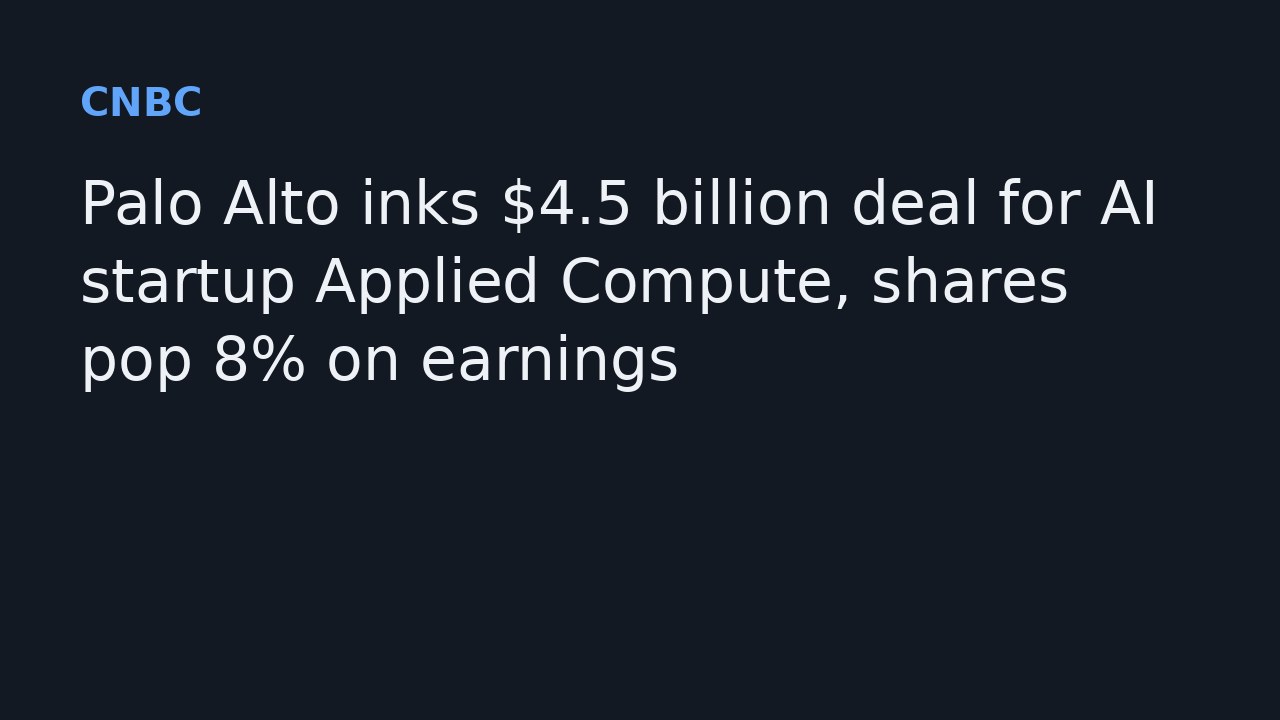 CNBC
Palo Alto inks $4.5 billion deal for AI
startup Applied Compute, shares
pop 8% on earnings